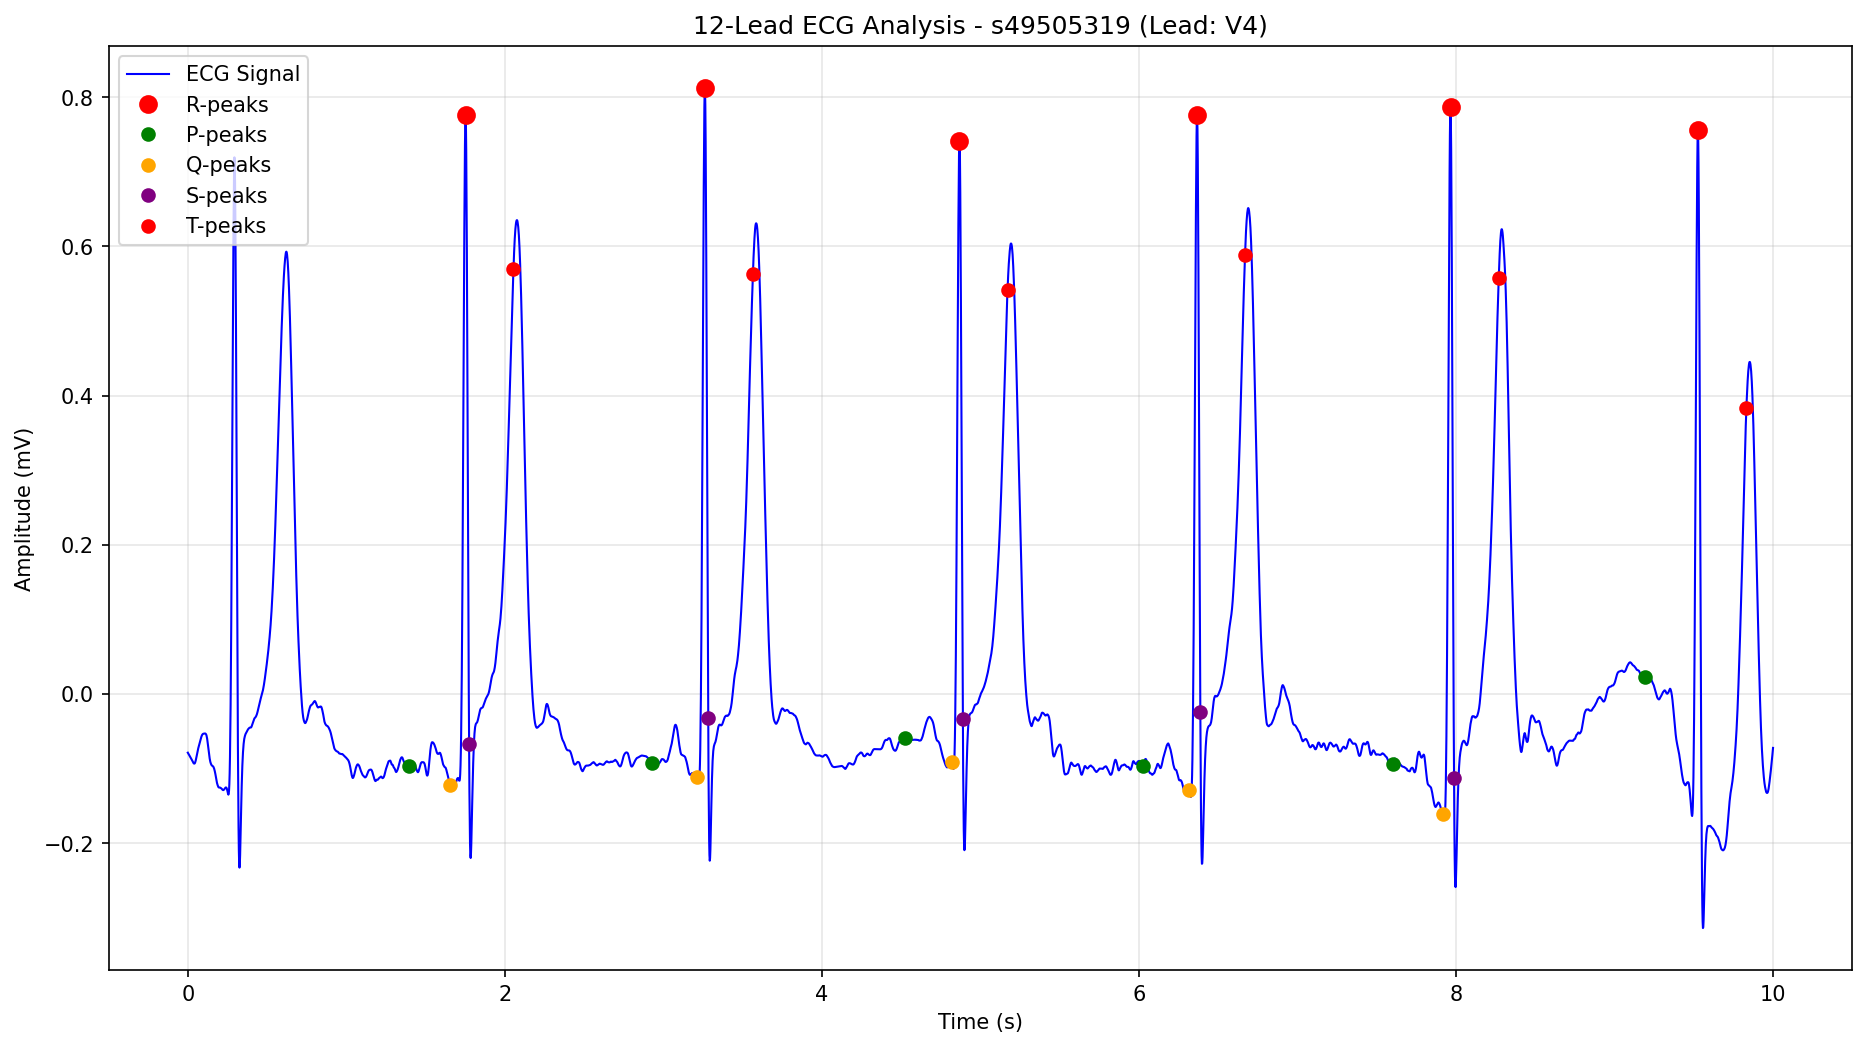 12-Lead ECG Analysis - s49505319 (Lead: V4)
ECG Signal
R-peaks
P-peaks
Q-peaks
S-peaks
T-peaks
Amplitude (mV)
0.8
0.6
0.4
0.2
0.0
−0.2
0 2 4 6 8 10
Time (s)